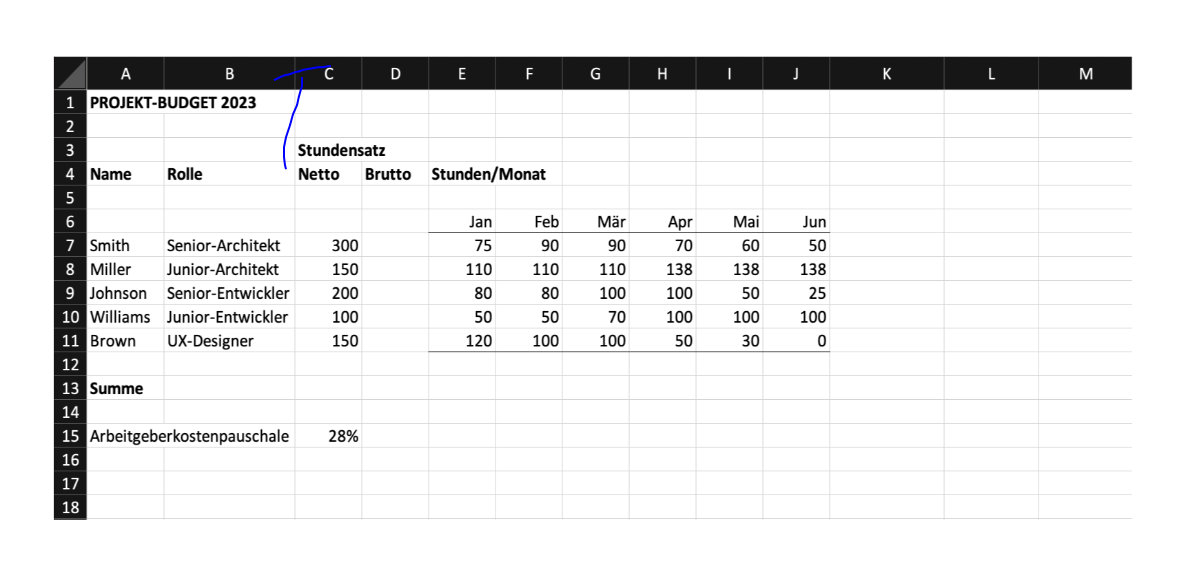 A B C D E F G H I J K L M
1 PROJEKT-BUDGET 2023
2
3 Stundensatz
4 Name Rolle Netto Brutto Stunden/Monat
5
6 Jan Feb Mär Apr Mai Jun
7 Smith Senior-Architekt 300 75 90 90 70 60 50
8 Miller Junior-Architekt 150 110 110 110 138 138 138
9 Johnson Senior-Entwickler 200 80 80 100 100 50 25
10 Williams Junior-Entwickler 100 50 50 70 100 100 100
11 Brown UX-Designer 150 120 100 100 50 30 0
12
13 Summe
14
15 Arbeitgeberkostenpauschale 28%
16
17
18